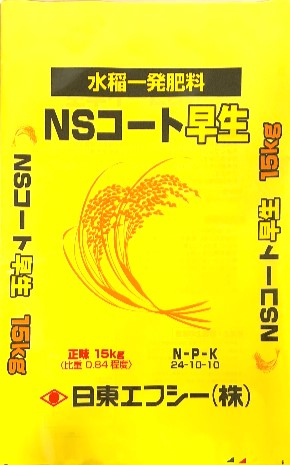 水稲一発肥料
NSコート早生
NSコート早生 15kg
NSコート早生 15kg
正味 15kg
(比重 0.84 程度)
N-P-K
24-10-10
日東エフシー(株)